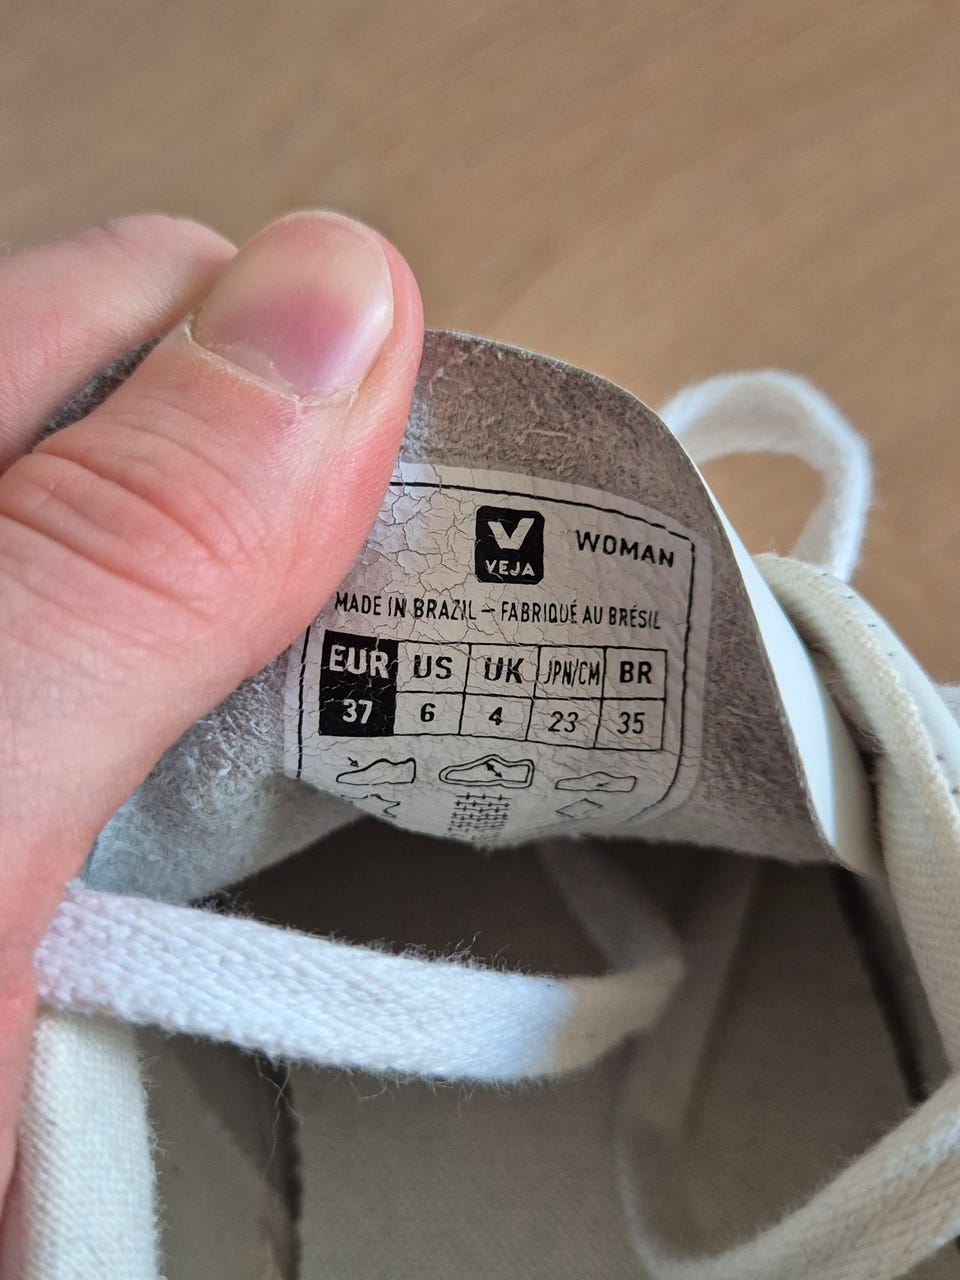 VEJA
WOMAN
MADE IN BRAZIL – FABRIQUÉ AU BRÉSIL
EUR US UK JPN/CM BR
37 6 4 23 35